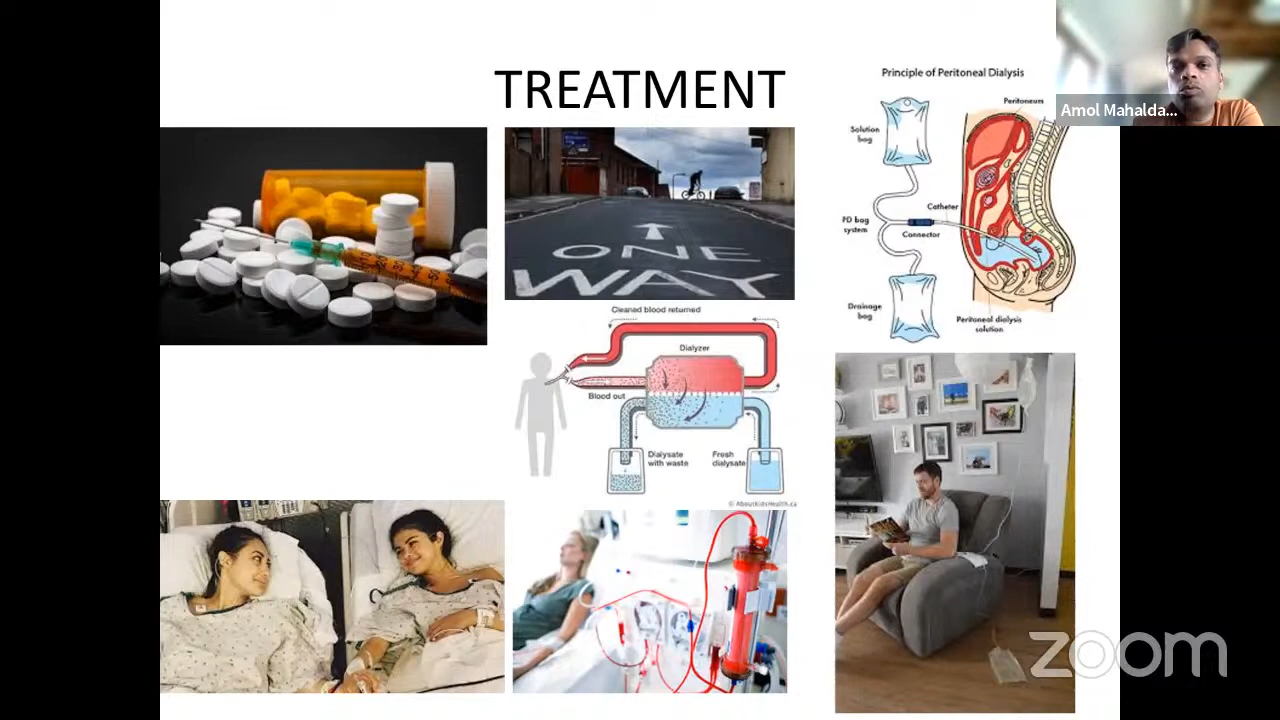 TREATMENT
Amol Mahalda...
ONE
WAY
Principle of Peritoneal Dialysis
Peritoneum
Solution
bag
Catheter
PD bag
system
Connector
Drainage
bag
Peritoneal dialysis
solution
Cleaned blood returned
Dialyzer
Blood out
Dialysate
with waste
Fresh
dialysate
© AboutKidsHealth.ca
zoom